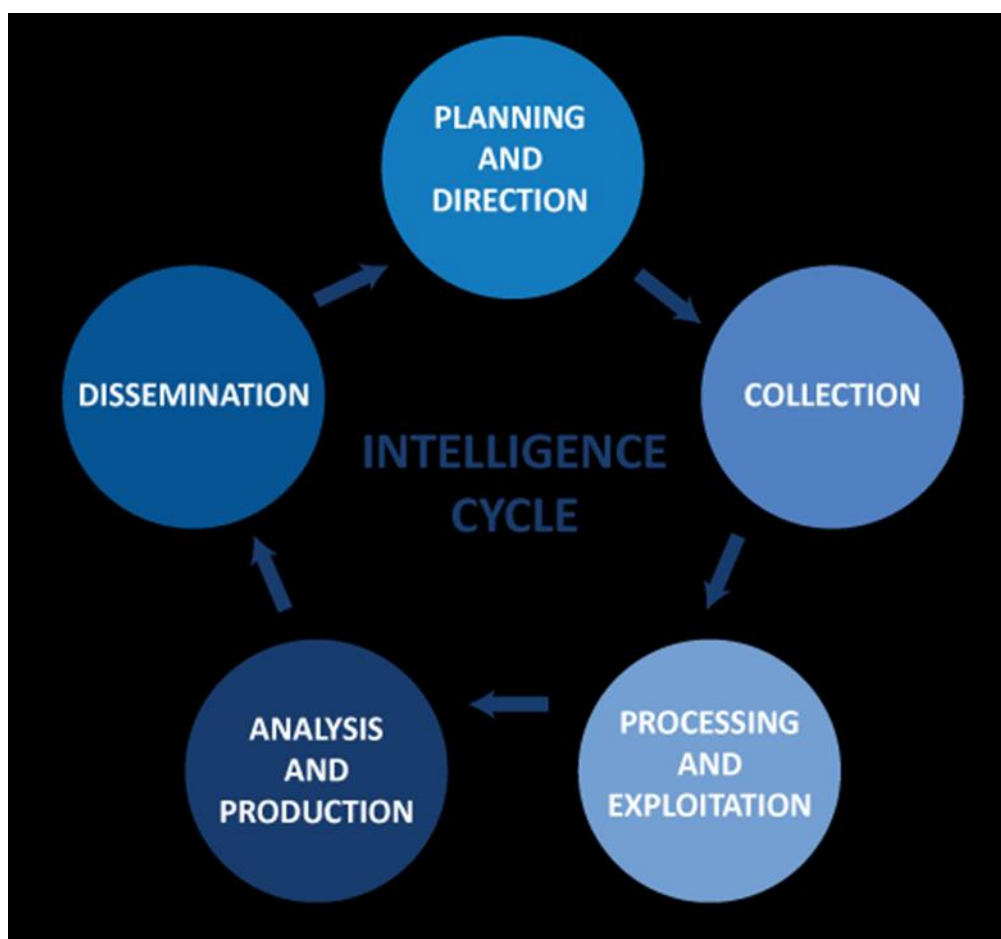 PLANNING
AND
DIRECTION
COLLECTION
PROCESSING
AND
EXPLOITATION
ANALYSIS
AND
PRODUCTION
DISSEMINATION
INTELLIGENCE
CYCLE